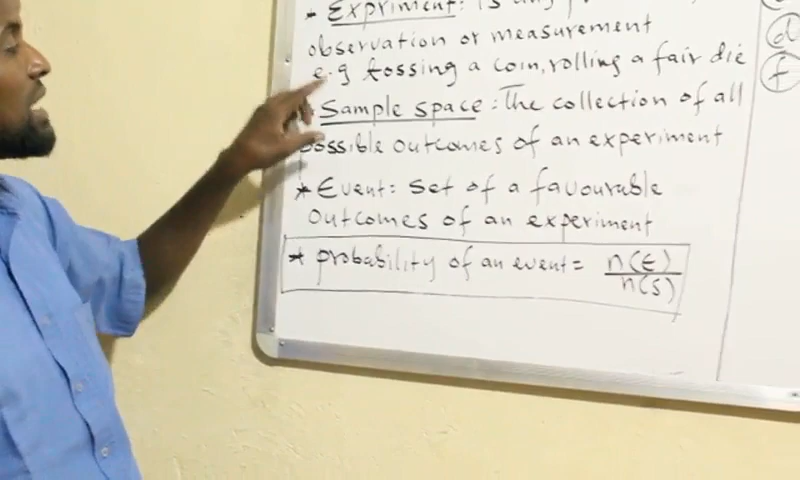 * Expriment: is any
observation or measurement
e.g tossing a coin, rolling a fair die
* Sample space: The collection of all
possible outcomes of an experiment
* Event: set of a favourable
outcomes of an experiment
* probability of an event = n(E)/n(S)
d
f